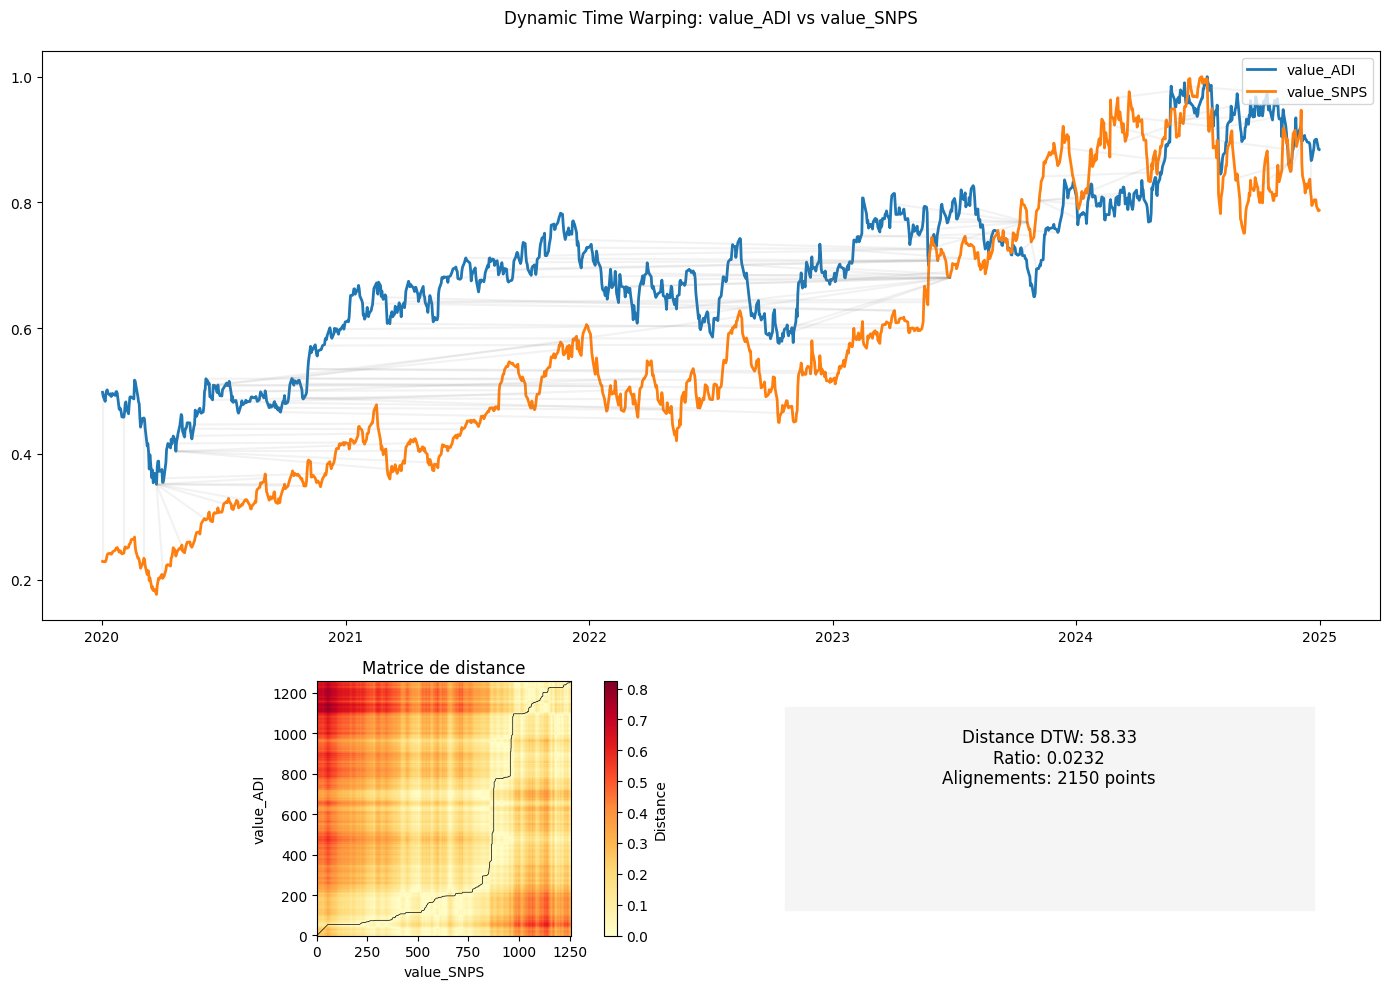 Dynamic Time Warping: value_ADI vs value_SNPS
value_ADI
value_SNPS
1.0
0.8
0.6
0.4
0.2
2020 2021 2022 2023 2024 2025
Matrice de distance
1200
1000
800
600
400
200
0
value_ADI
0 250 500 750 1000 1250
value_SNPS
0.8
0.7
0.6
0.5
0.4
0.3
0.2
0.1
0.0
Distance
Distance DTW: 58.33
Ratio: 0.0232
Alignements: 2150 points